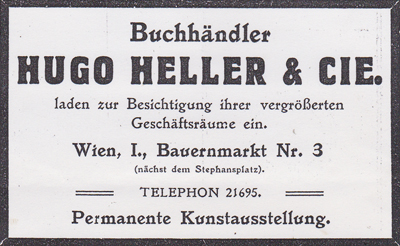 Buchhändler
HUGO HELLER & CIE.
laden zur Besichtigung ihrer vergrößerten
Geschäftsräume ein.
Wien, I., Bauernmarkt Nr. 3
(nächst dem Stephansplatz).
TELEPHON 21695.
Permanente Kunstausstellung.